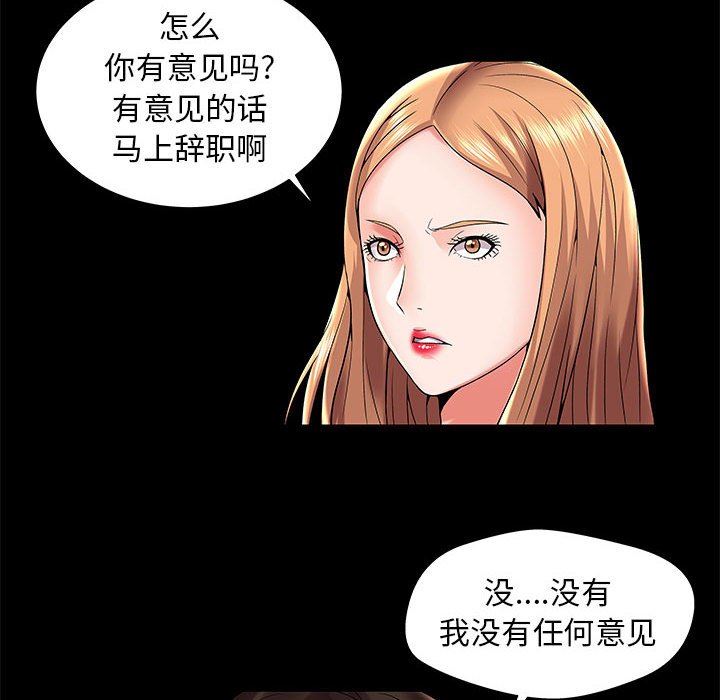 怎么
你有意见吗?
有意见的话
马上辞职啊
没....没有
我没有任何意见